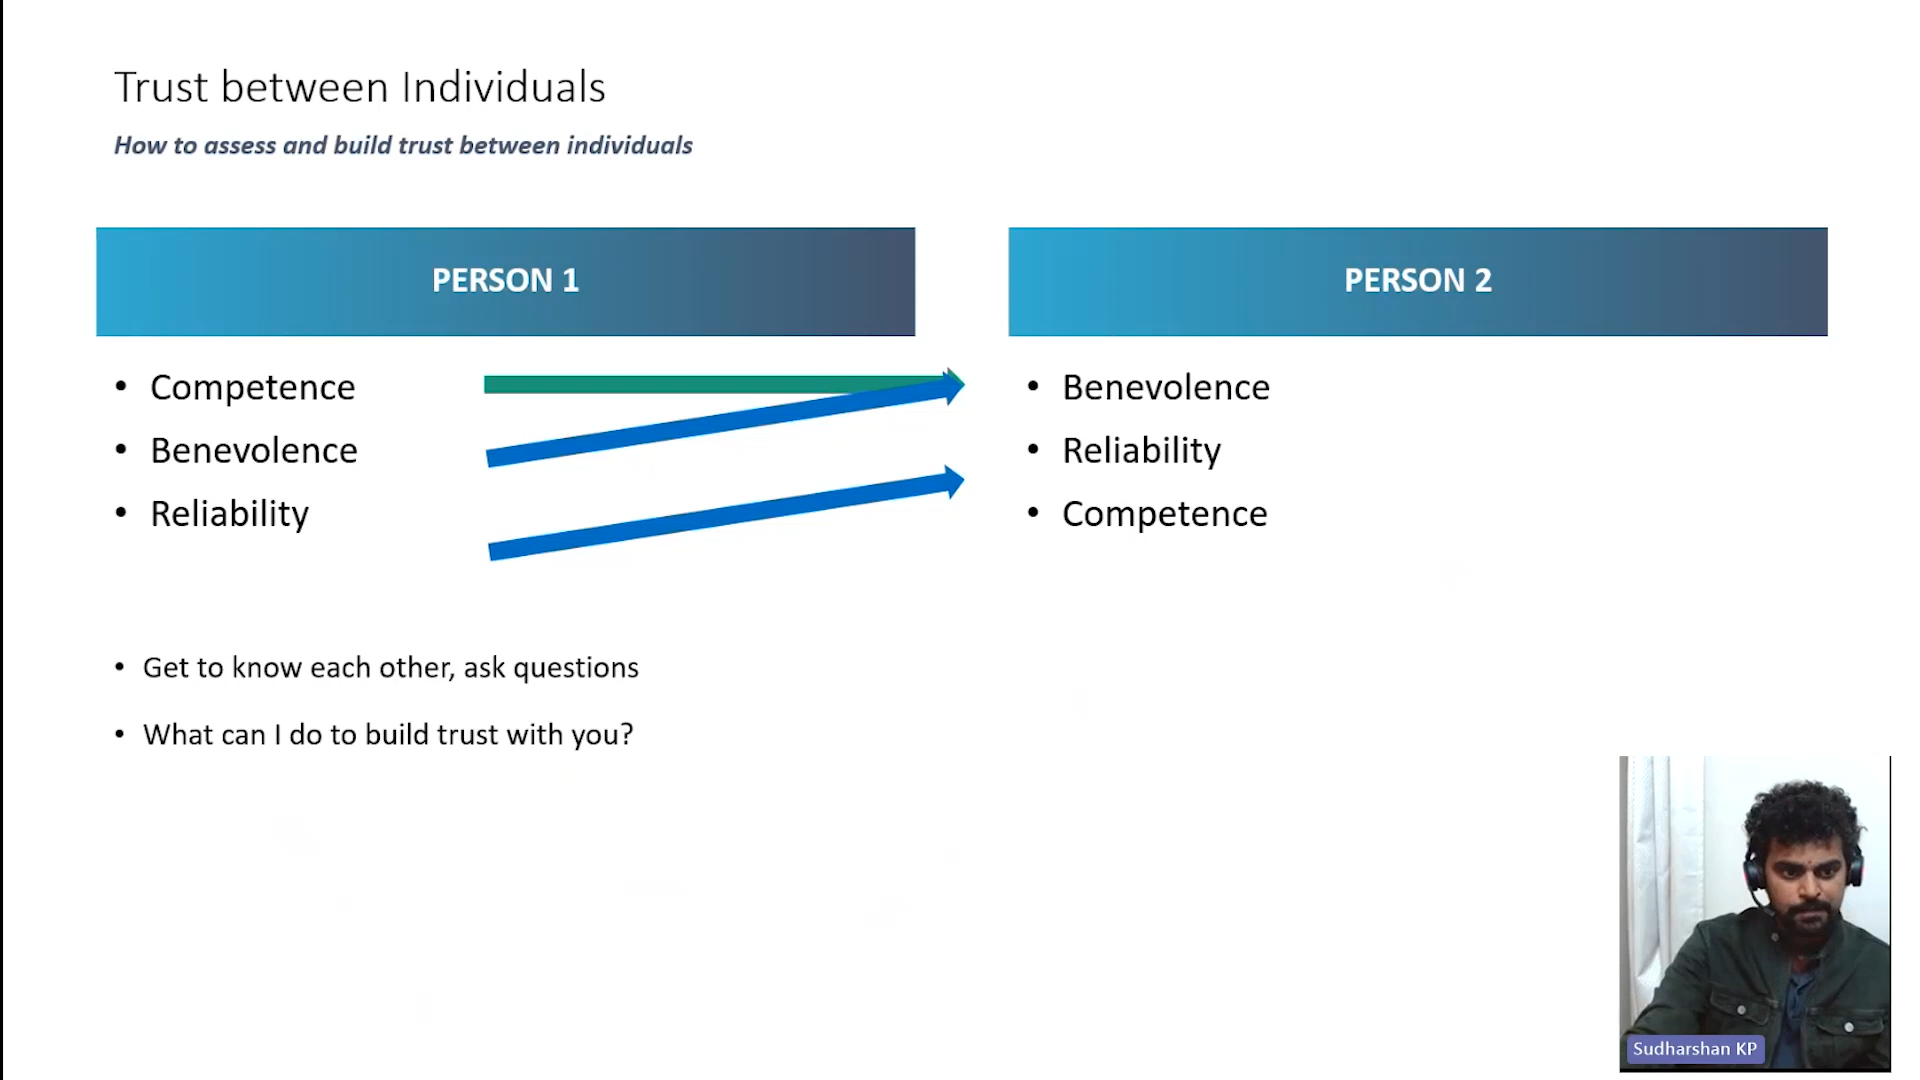 Trust between Individuals
How to assess and build trust between individuals
PERSON 1
• Competence
• Benevolence
• Reliability
PERSON 2
• Benevolence
• Reliability
• Competence
• Get to know each other, ask questions
• What can I do to build trust with you?
Sudharshan KP